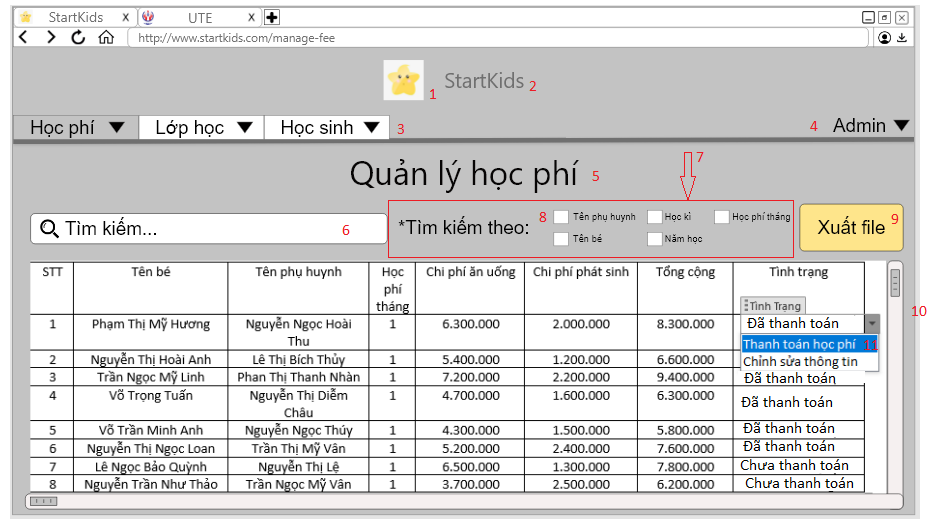 StartKids X UTE X
http://www.startkids.com/manage-fee
1 StartKids 2
Học phí Lớp học Học sinh 3 4 Admin
Quản lý học phí 5
7
Tìm kiếm... 6
*Tìm kiếm theo: 8 Tên phụ huynh Học kì Học phí tháng
Tên bé Năm học
Xuất file 9
10
STT Tên bé Tên phụ huynh Học phí tháng Chi phí ăn uống Chi phí phát sinh Tổng cộng Tình trạng
Tình Trạng
1 Phạm Thị Mỹ Hương Nguyễn Ngọc Hoài Thu 1 6.300.000 2.000.000 8.300.000 Đã thanh toán
Thanh toán học phí 11
Chỉnh sửa thông tin
2 Nguyễn Thị Hoài Anh Lê Thị Bích Thủy 1 5.400.000 1.200.000 6.600.000
3 Trần Ngọc Mỹ Linh Phan Thị Thanh Nhàn 1 7.200.000 2.200.000 9.400.000 Đã thanh toán
4 Võ Trọng Tuấn Nguyễn Thị Diễm Châu 1 4.700.000 1.600.000 6.300.000 Đã thanh toán
5 Võ Trần Minh Anh Nguyễn Ngọc Thúy 1 4.300.000 1.500.000 5.800.000 Đã thanh toán
6 Nguyễn Thị Ngọc Loan Trần Thị Mỹ Vân 1 5.200.000 2.400.000 7.600.000 Đã thanh toán
7 Lê Ngọc Bảo Quỳnh Nguyễn Thị Lệ 1 6.500.000 1.300.000 7.800.000 Chưa thanh toán
8 Nguyễn Trần Như Thảo Trần Ngọc Mỹ Vân 1 3.700.000 2.500.000 6.200.000 Chưa thanh toán